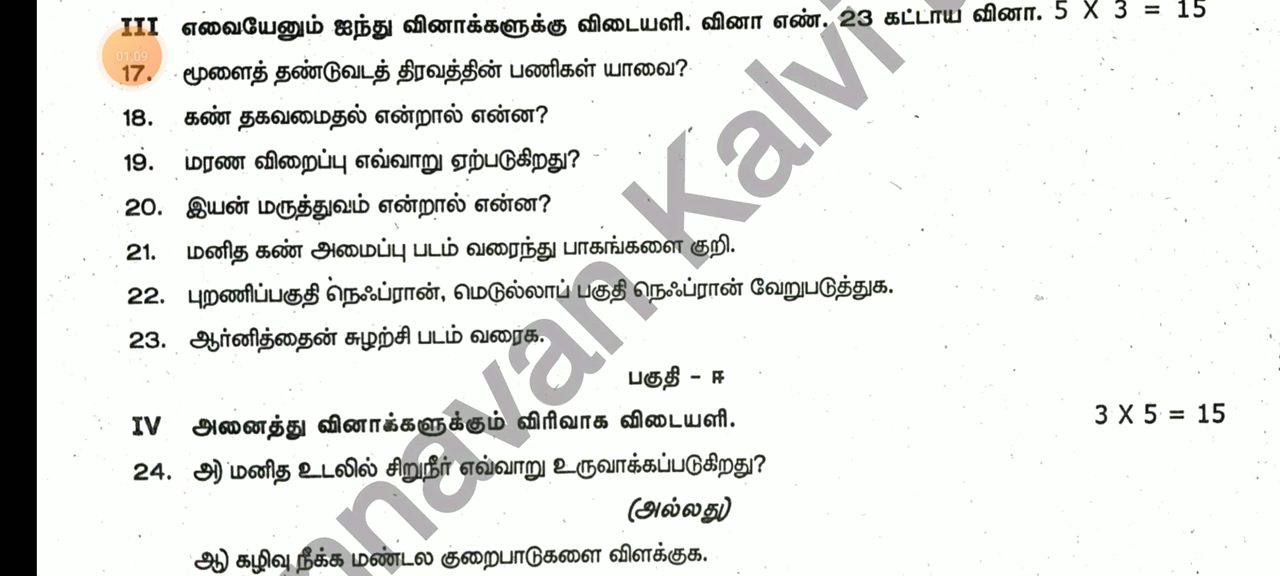 III எவையேனும் ஐந்து வினாக்களுக்கு விடையளி. வினா எண். 23 கட்டாய வினா. 5 X 3 = 15
01:09
17. மூளைத் தண்டுவடத் திரவத்தின் பணிகள் யாவை?
18. கண் தகவமைதல் என்றால் என்ன?
19. மரண விறைப்பு எவ்வாறு ஏற்படுகிறது?
20. இயன் மருத்துவம் என்றால் என்ன?
21. மனித கண் அமைப்பு படம் வரைந்து பாகங்களை குறி.
22. புறணிப்பகுதி நெஃப்ரான், மெடுல்லாப் பகுதி நெஃப்ரான் வேறுபடுத்துக.
23. ஆர்னித்தைன் சுழற்சி படம் வரைக.
பகுதி - ஈ
IV அனைத்து வினாக்களுக்கும் விரிவாக விடையளி. 3 X 5 = 15
24. அ) மனித உடலில் சிறுநீர் எவ்வாறு உருவாக்கப்படுகிறது?
(அல்லது)
ஆ) கழிவு நீக்க மண்டல குறைபாடுகளை விளக்குக.